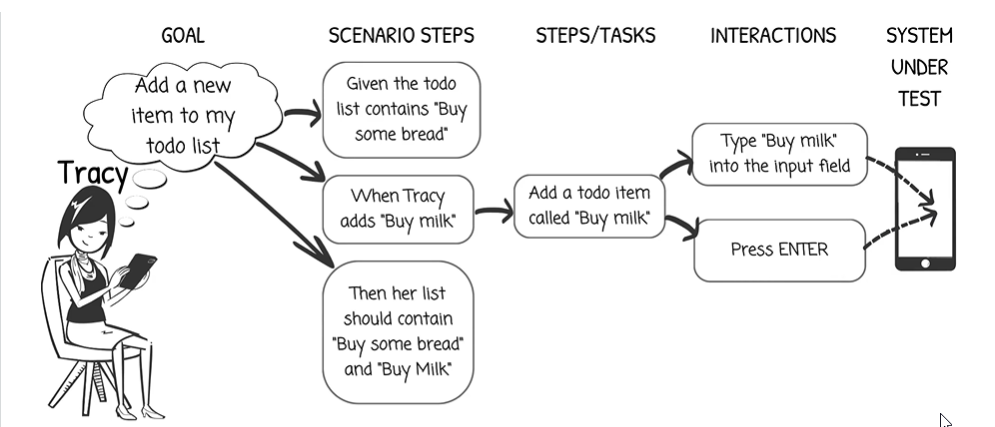 GOAL
SCENARIO STEPS
STEPS/TASKS
INTERACTIONS
SYSTEM
UNDER
TEST
Add a new
item to my
todo list
Tracy
Given the todo
list contains "Buy
some bread"
When Tracy
adds "Buy milk"
Then her list
should contain
"Buy some bread"
and "Buy Milk"
Add a todo item
called "Buy milk"
Type "Buy milk"
into the input field
Press ENTER